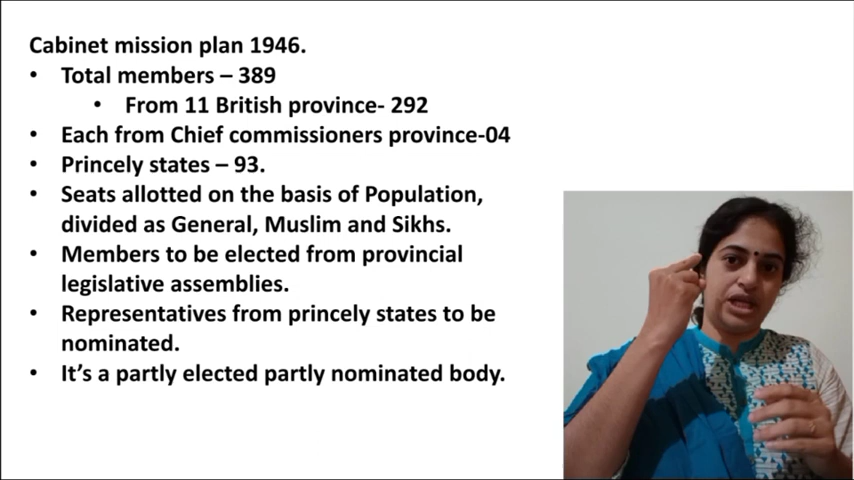 Cabinet mission plan 1946.
• Total members – 389
• From 11 British province- 292
• Each from Chief commissioners province-04
• Princely states – 93.
• Seats allotted on the basis of Population,
divided as General, Muslim and Sikhs.
• Members to be elected from provincial
legislative assemblies.
• Representatives from princely states to be
nominated.
• It's a partly elected partly nominated body.